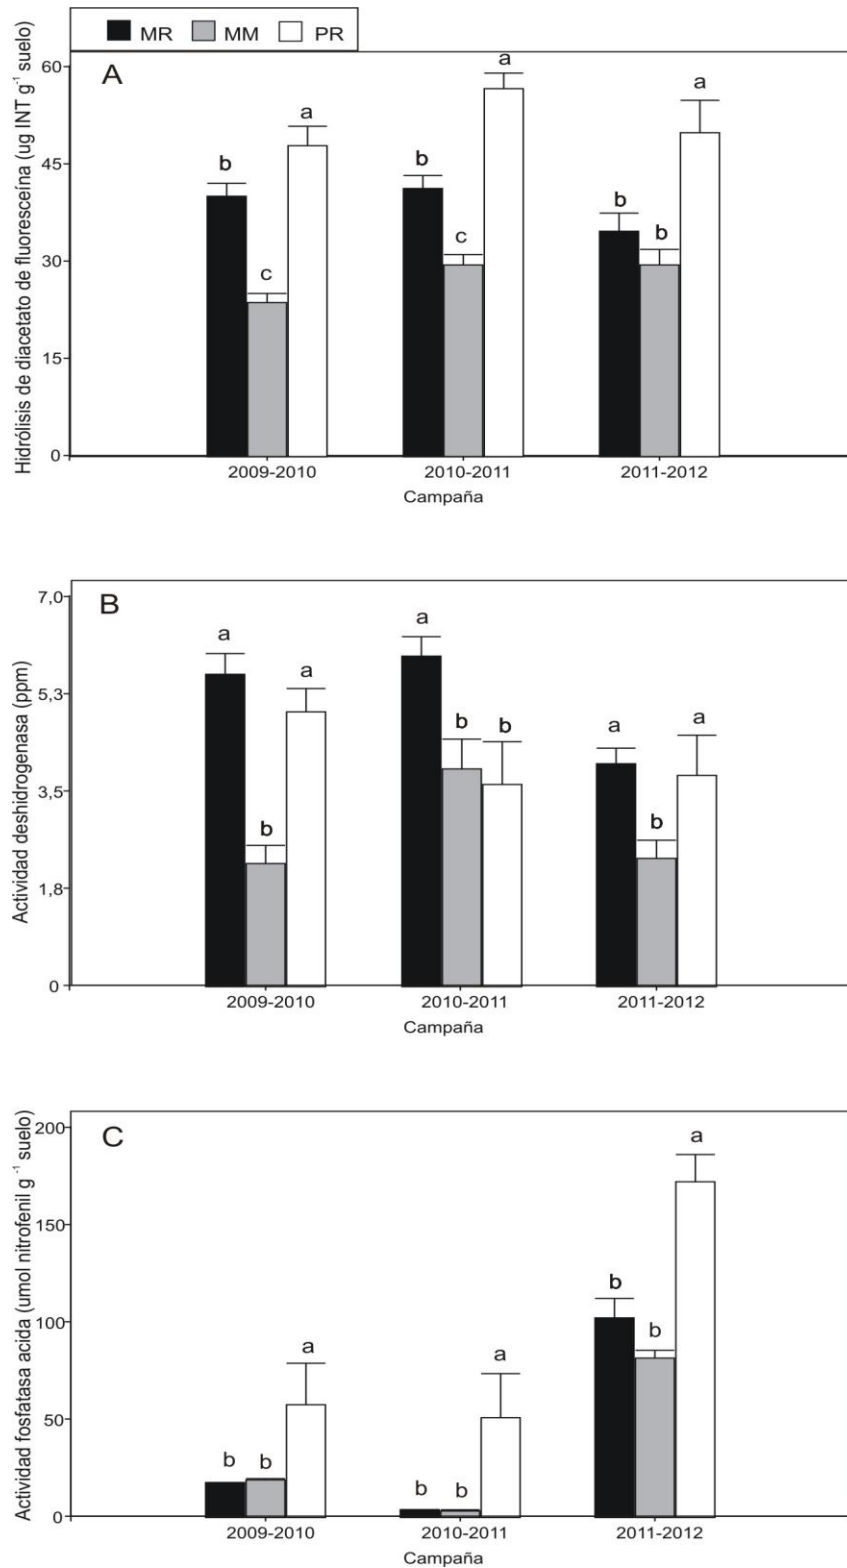 MR MM PR
A
Hidrólisis de diacetato de fluoresceína (ug INT g⁻¹ suelo)
60
45
30
15
0
b c a
b c a
b b a
2009-2010 2010-2011 2011-2012
Campaña
B
Actividad deshidrogenasa (ppm)
7,0
5,3
3,5
1,8
0
a b a
a b b
a b a
2009-2010 2010-2011 2011-2012
Campaña
C
Actividad fosfatasa acida (umol nitrofenil g⁻¹ suelo)
200
150
100
50
0
b b a
b b a
b b a
2009-2010 2010-2011 2011-2012
Campaña